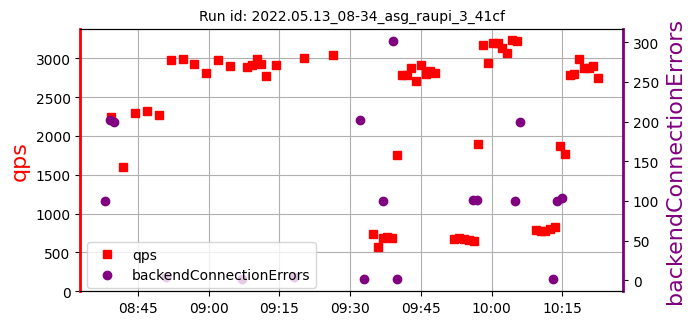 Run id: 2022.05.13_08-34_asg_raupi_3_41cf
qps
3000
2500
2000
1500
1000
500
0
300
250
200
150
100
50
0
backendConnectionErrors
qps
backendConnectionErrors
08:45 09:00 09:15 09:30 09:45 10:00 10:15